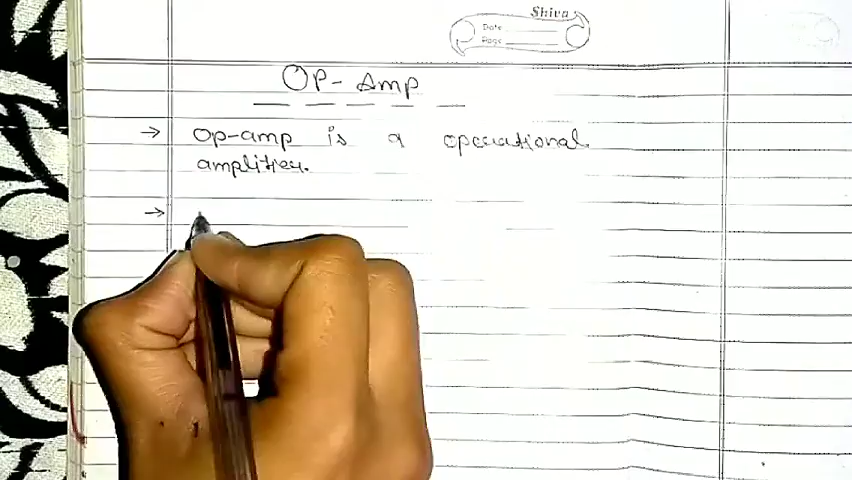 Shiva
Date
Page
Op-Amp
→ Op-amp is a operational
amplifier.
→